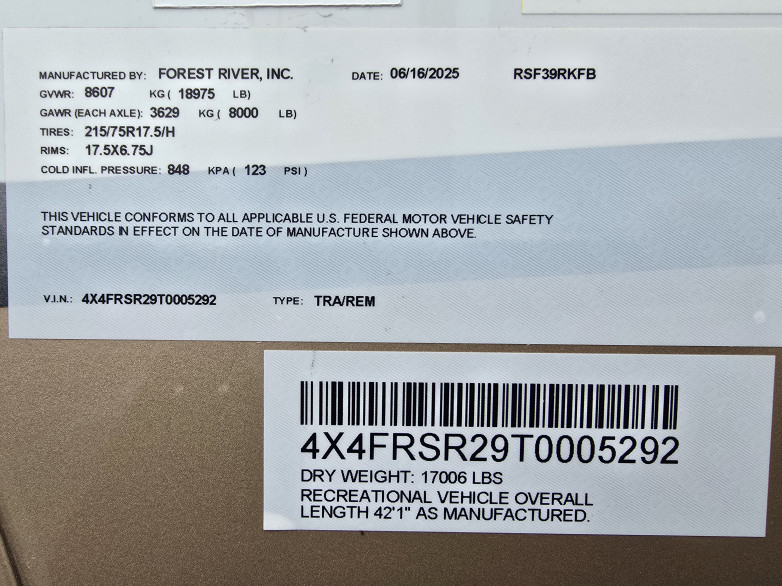 MANUFACTURED BY: FOREST RIVER, INC. DATE: 06/16/2025 RSF39RKFB
GVWR: 8607 KG ( 18975 LB)
GAWR (EACH AXLE): 3629 KG ( 8000 LB)
TIRES: 215/75R17.5/H
RIMS: 17.5X6.75J
COLD INFL. PRESSURE: 848 KPA ( 123 PSI )
THIS VEHICLE CONFORMS TO ALL APPLICABLE U.S. FEDERAL MOTOR VEHICLE SAFETY
STANDARDS IN EFFECT ON THE DATE OF MANUFACTURE SHOWN ABOVE.
V.I.N.: 4X4FRSR29T0005292 TYPE: TRA/REM
4X4FRSR29T0005292
DRY WEIGHT: 17006 LBS
RECREATIONAL VEHICLE OVERALL
LENGTH 42'1" AS MANUFACTURED.